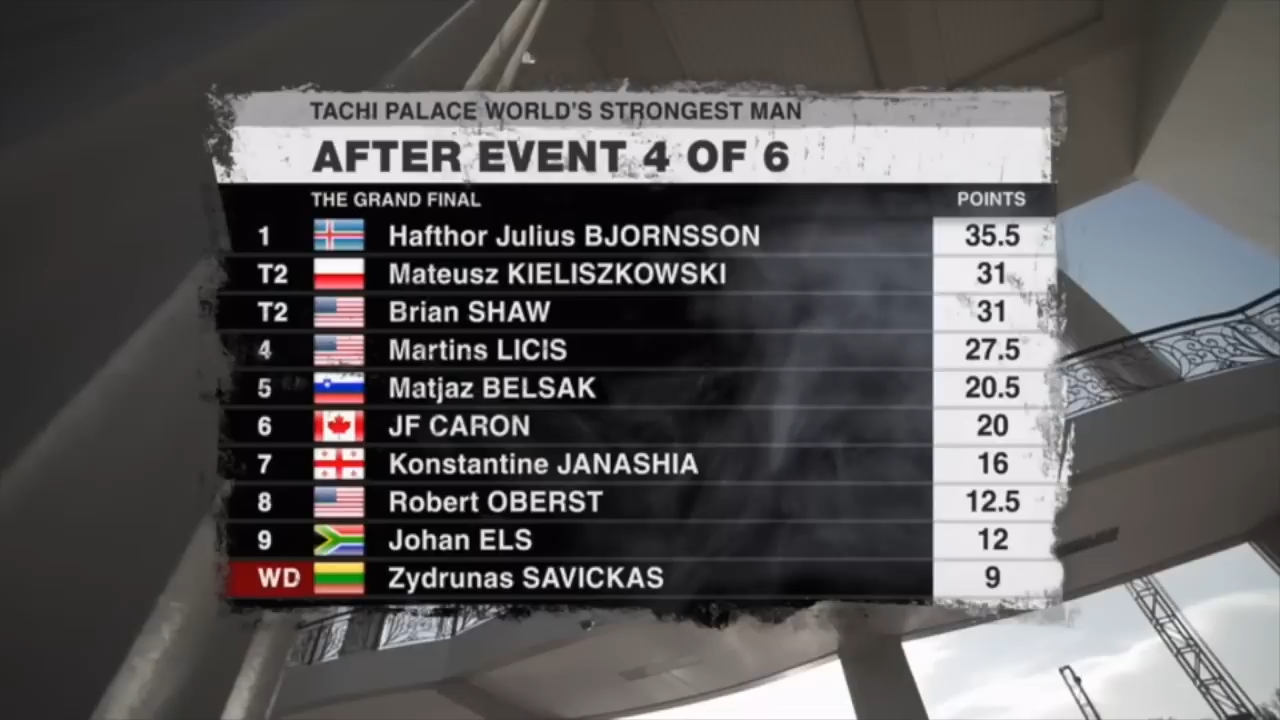 TACHI PALACE WORLD'S STRONGEST MAN
AFTER EVENT 4 OF 6
THE GRAND FINAL POINTS
1 Hafthor Julius BJORNSSON 35.5
T2 Mateusz KIELISZKOWSKI 31
T2 Brian SHAW 31
4 Martins LICIS 27.5
5 Matjaz BELSAK 20.5
6 JF CARON 20
7 Konstantine JANASHIA 16
8 Robert OBERST 12.5
9 Johan ELS 12
WD Zydrunas SAVICKAS 9